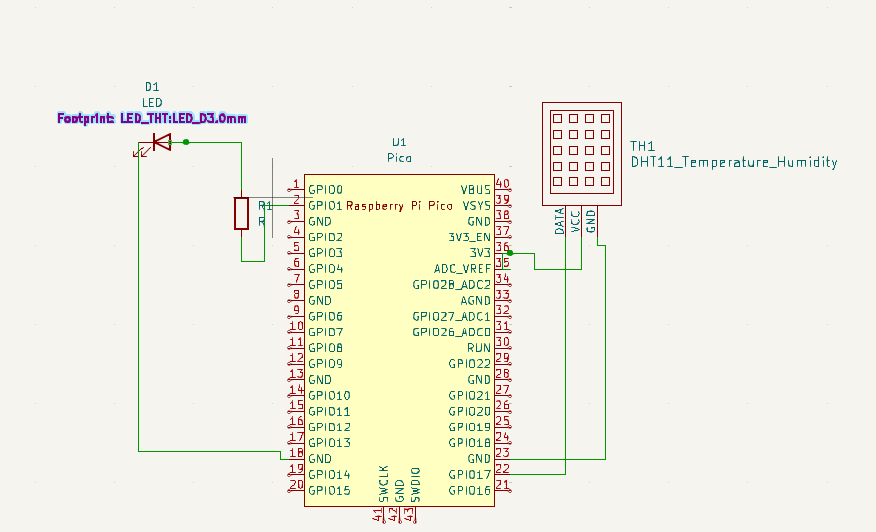 D1
LED
Footprint: LED_THT:LED_D3.0mm
U1
Pico
TH1
DHT11_Temperature_Humidity
DATA
VCC
GND
R1
R
Raspberry Pi Pico
1 GPIO0
2 GPIO1
3 GND
4 GPIO2
5 GPIO3
6 GPIO4
7 GPIO5
8 GND
9 GPIO6
10 GPIO7
11 GPIO8
12 GPIO9
13 GND
14 GPIO10
15 GPIO11
16 GPIO12
17 GPIO13
18 GND
19 GPIO14
20 GPIO15
VBUS 40
VSYS 39
GND 38
3V3_EN 37
3V3 36
ADC_VREF 35
GPIO28_ADC2 34
AGND 33
GPIO27_ADC1 32
GPIO26_ADC0 31
RUN 30
GPIO22 29
GND 28
GPIO21 27
GPIO20 26
GPIO19 25
GPIO18 24
GND 23
GPIO17 22
GPIO16 21
SWCLK 41
GND 42
SWDIO 43